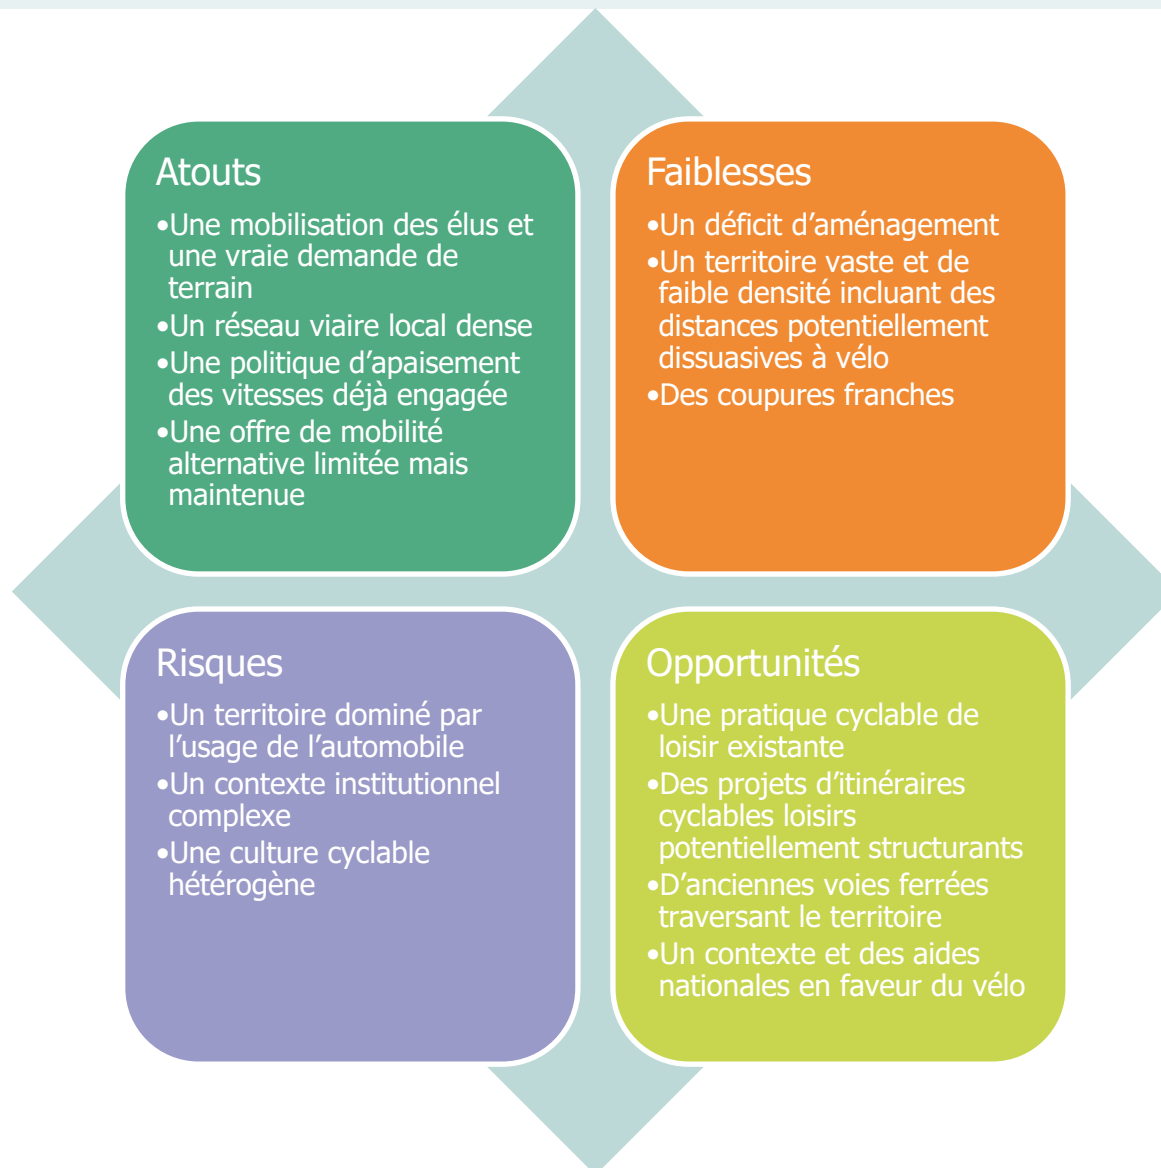 Atouts
•Une mobilisation des élus et
une vraie demande de
terrain
•Un réseau viaire local dense
•Une politique d’apaisement
des vitesses déjà engagée
•Une offre de mobilité
alternative limitée mais
maintenue
Faiblesses
•Un déficit d’aménagement
•Un territoire vaste et de
faible densité incluant des
distances potentiellement
dissuasives à vélo
•Des coupures franches
Risques
•Un territoire dominé par
l’usage de l’automobile
•Un contexte institutionnel
complexe
•Une culture cyclable
hétérogène
Opportunités
•Une pratique cyclable de
loisir existante
•Des projets d’itinéraires
cyclables loisirs
potentiellement structurants
•D’anciennes voies ferrées
traversant le territoire
•Un contexte et des aides
nationales en faveur du vélo